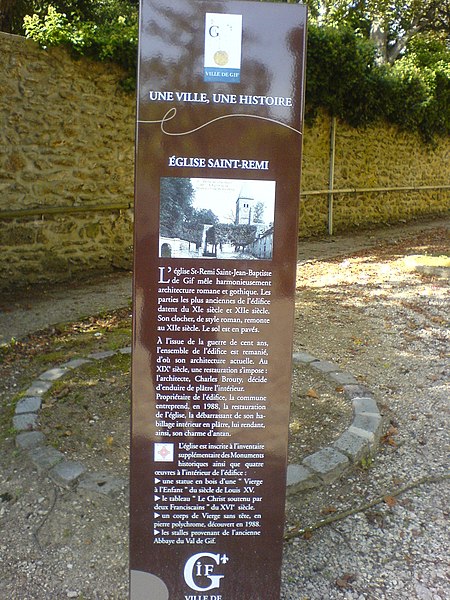 G
VILLE DE GIF
UNE VILLE, UNE HISTOIRE
ÉGLISE SAINT-REMI
L'église St-Remi Saint-Jean-Baptiste
de Gif mêle harmonieusement
architecture romane et gothique. Les
parties les plus anciennes de l'édifice
datent du XIe siècle et XIIe siècle.
Son clocher, de style roman, remonte
au XIIe siècle. Le sol est en pavés.
À l'issue de la guerre de cent ans,
l'ensemble de l'édifice est remanié,
d'où son architecture actuelle. Au
XIXe siècle, une restauration s'impose :
l'architecte, Charles Brouty, décide
d'enduire de plâtre l'intérieur.
Propriétaire de l'édifice, la commune
entreprend, en 1988, la restauration
de l'église, la débarrassant de son ha-
billage intérieur en plâtre, lui rendant,
ainsi, son charme d'antan.
L'église est inscrite à l'inventaire
supplémentaire des Monuments
historiques ainsi que quatre
œuvres à l'intérieur de l'édifice :
► une statue en bois d'une " Vierge
à l'Enfant " du siècle de Louis XV.
► le tableau " Le Christ soutenu par
deux Franciscains " du XVIe siècle.
► un corps de Vierge sans tête, en
pierre polychrome, découvert en 1988.
► les stalles provenant de l'ancienne
Abbaye du Val de Gif.
GIF
VILLE DE